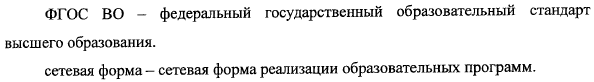 ФГОС ВО – федеральный государственный образовательный стандарт
высшего образования.
сетевая форма – сетевая форма реализации образовательных программ.